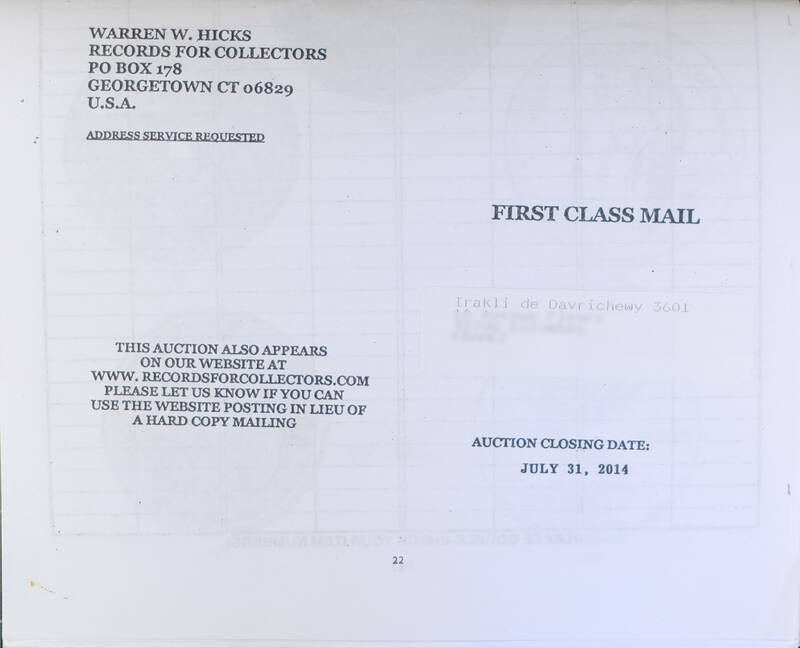 WARREN W. HICKS
RECORDS FOR COLLECTORS
PO BOX 178
GEORGETOWN CT 06829
U.S.A.
ADDRESS SERVICE REQUESTED
FIRST CLASS MAIL
Irakli de Davrichewy 3601
THIS AUCTION ALSO APPEARS
ON OUR WEBSITE AT
WWW. RECORDSFORCOLLECTORS.COM
PLEASE LET US KNOW IF YOU CAN
USE THE WEBSITE POSTING IN LIEU OF
A HARD COPY MAILING
AUCTION CLOSING DATE:
JULY 31, 2014
22